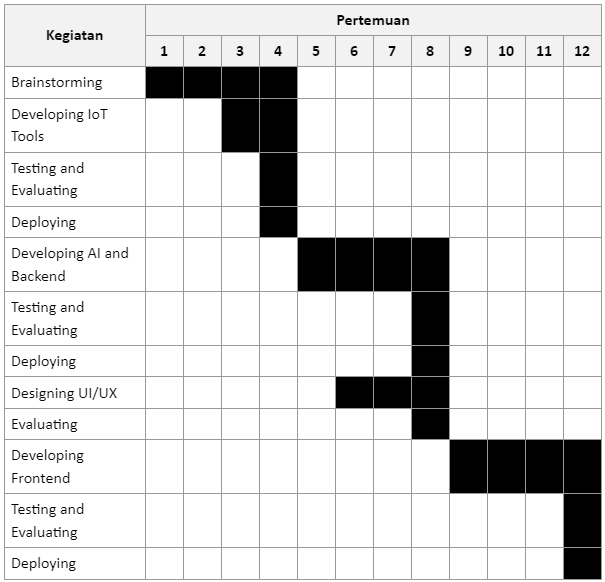 Kegiatan
Pertemuan
1 2 3 4 5 6 7 8 9 10 11 12
Brainstorming
Developing IoT
Tools
Testing and
Evaluating
Deploying
Developing AI and
Backend
Testing and
Evaluating
Deploying
Designing UI/UX
Evaluating
Developing
Frontend
Testing and
Evaluating
Deploying